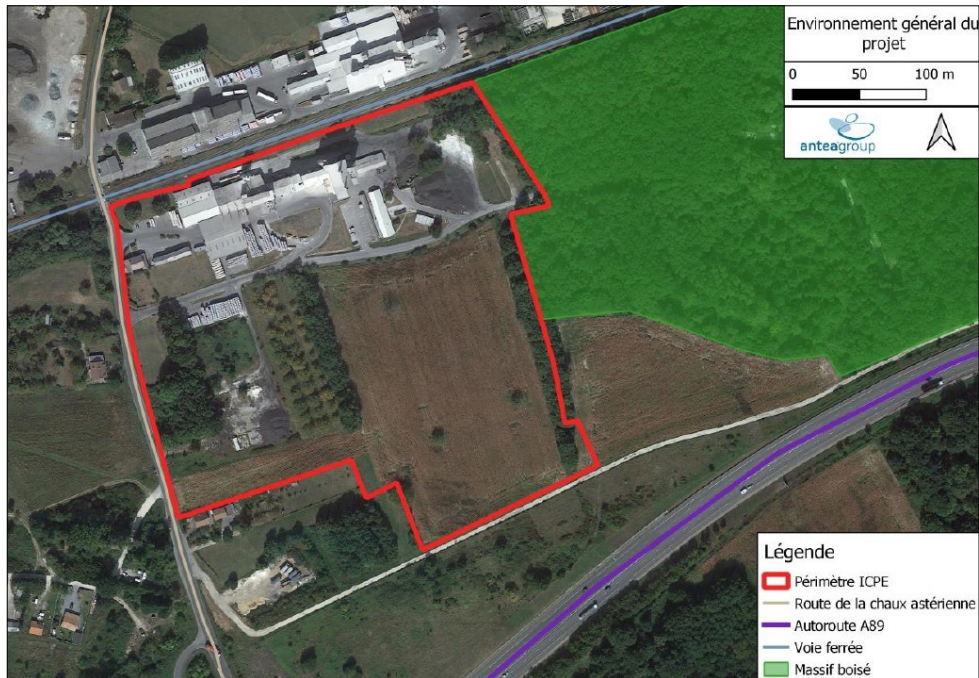 Environnement général du
projet
0 50 100 m
anteagroup
Légende
Périmètre ICPE
Route de la chaux astérienne
Autoroute A89
Voie ferrée
Massif boisé